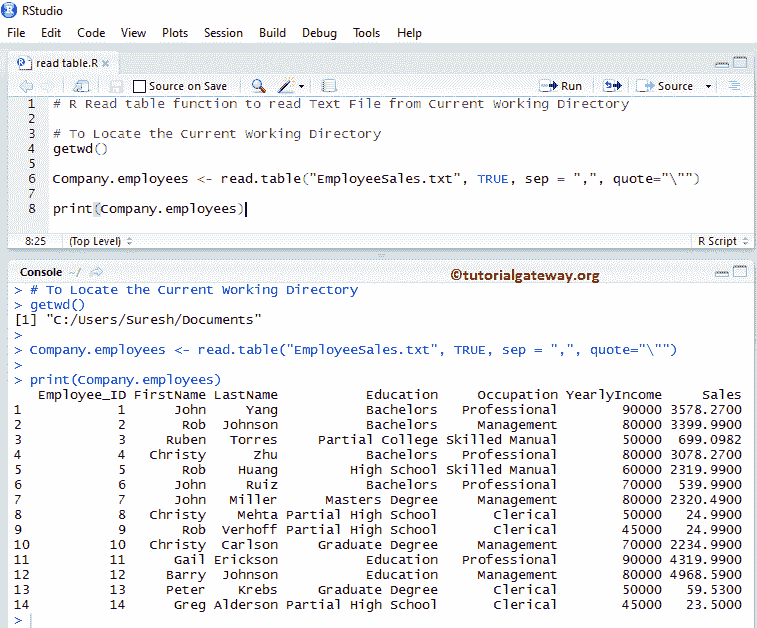 RStudio
File Edit Code View Plots Session Build Debug Tools Help
read table.R ×
Source on Save Run Source
1 # R Read table function to read Text File from Current Working Directory
2
3 # To Locate the Current Working Directory
4 getwd()
5
6 Company.employees <- read.table("EmployeeSales.txt", TRUE, sep = ",", quote="\"")
7
8 print(Company.employees)
8:25 (Top Level) R Script
Console ~/
©tutorialgateway.org
> # To Locate the Current Working Directory
> getwd()
[1] "C:/Users/Suresh/Documents"
>
> Company.employees <- read.table("EmployeeSales.txt", TRUE, sep = ",", quote="\"")
>
> print(Company.employees)
Employee_ID FirstName LastName Education Occupation YearlyIncome Sales
1 1 John Yang Bachelors Professional 90000 3578.2700
2 2 Rob Johnson Bachelors Management 80000 3399.9900
3 3 Ruben Torres Partial College Skilled Manual 50000 699.0982
4 4 Christy Zhu Bachelors Professional 80000 3078.2700
5 5 Rob Huang High School Skilled Manual 60000 2319.9900
6 6 John Ruiz Bachelors Professional 70000 539.9900
7 7 John Miller Masters Degree Management 80000 2320.4900
8 8 Christy Mehta Partial High School Clerical 50000 24.9900
9 9 Rob Verhoff Partial High School Clerical 45000 24.9900
10 10 Christy Carlson Graduate Degree Management 70000 2234.9900
11 11 Gail Erickson Education Professional 90000 4319.9900
12 12 Barry Johnson Education Management 80000 4968.5900
13 13 Peter Krebs Graduate Degree Clerical 50000 59.5300
14 14 Greg Alderson Partial High School Clerical 45000 23.5000
>